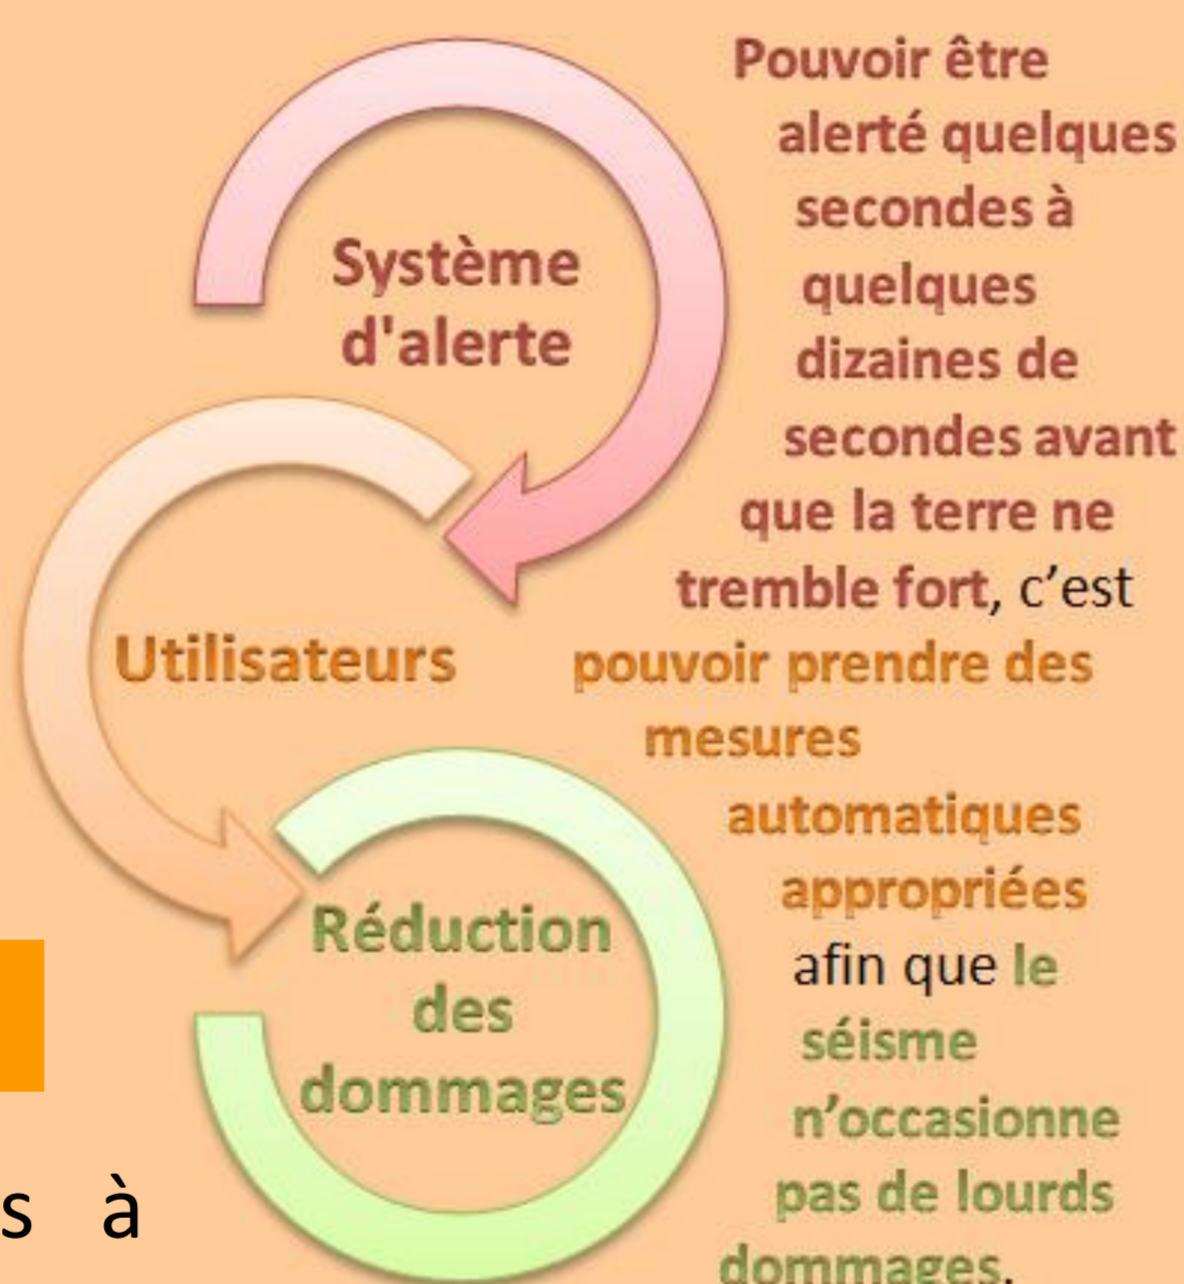 Système
d'alerte
Utilisateurs
Réduction
des
dommages
Pouvoir être
alerté quelques
secondes à
quelques
dizaines de
secondes avant
que la terre ne
tremble fort, c’est
pouvoir prendre des
mesures
automatiques
appropriées
afin que le
séisme
n’occasionne
pas de lourds
dommages.
s à